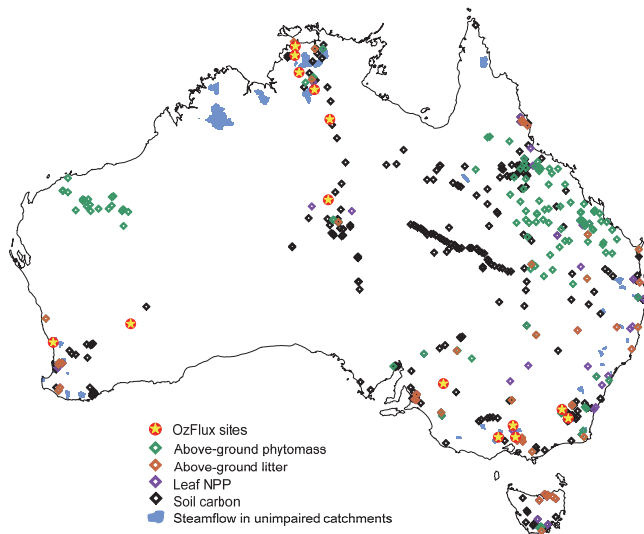 OzFlux sites
Above-ground phytomass
Above-ground litter
Leaf NPP
Soil carbon
Steamflow in unimpaired catchments